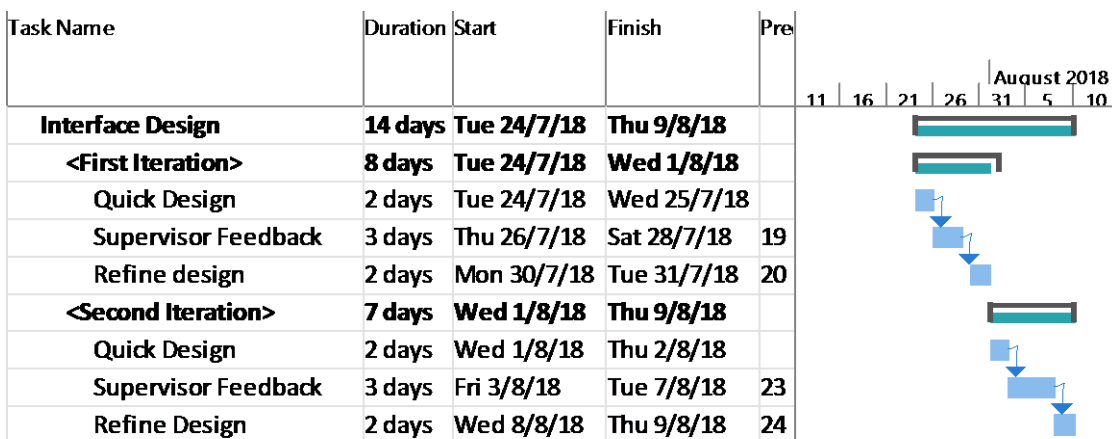 Task Name Duration Start Finish Pre
August 2018
11 16 21 26 31 5 10
Interface Design 14 days Tue 24/7/18 Thu 9/8/18
<First Iteration> 8 days Tue 24/7/18 Wed 1/8/18
Quick Design 2 days Tue 24/7/18 Wed 25/7/18
Supervisor Feedback 3 days Thu 26/7/18 Sat 28/7/18 19
Refine design 2 days Mon 30/7/18 Tue 31/7/18 20
<Second Iteration> 7 days Wed 1/8/18 Thu 9/8/18
Quick Design 2 days Wed 1/8/18 Thu 2/8/18
Supervisor Feedback 3 days Fri 3/8/18 Tue 7/8/18 23
Refine Design 2 days Wed 8/8/18 Thu 9/8/18 24